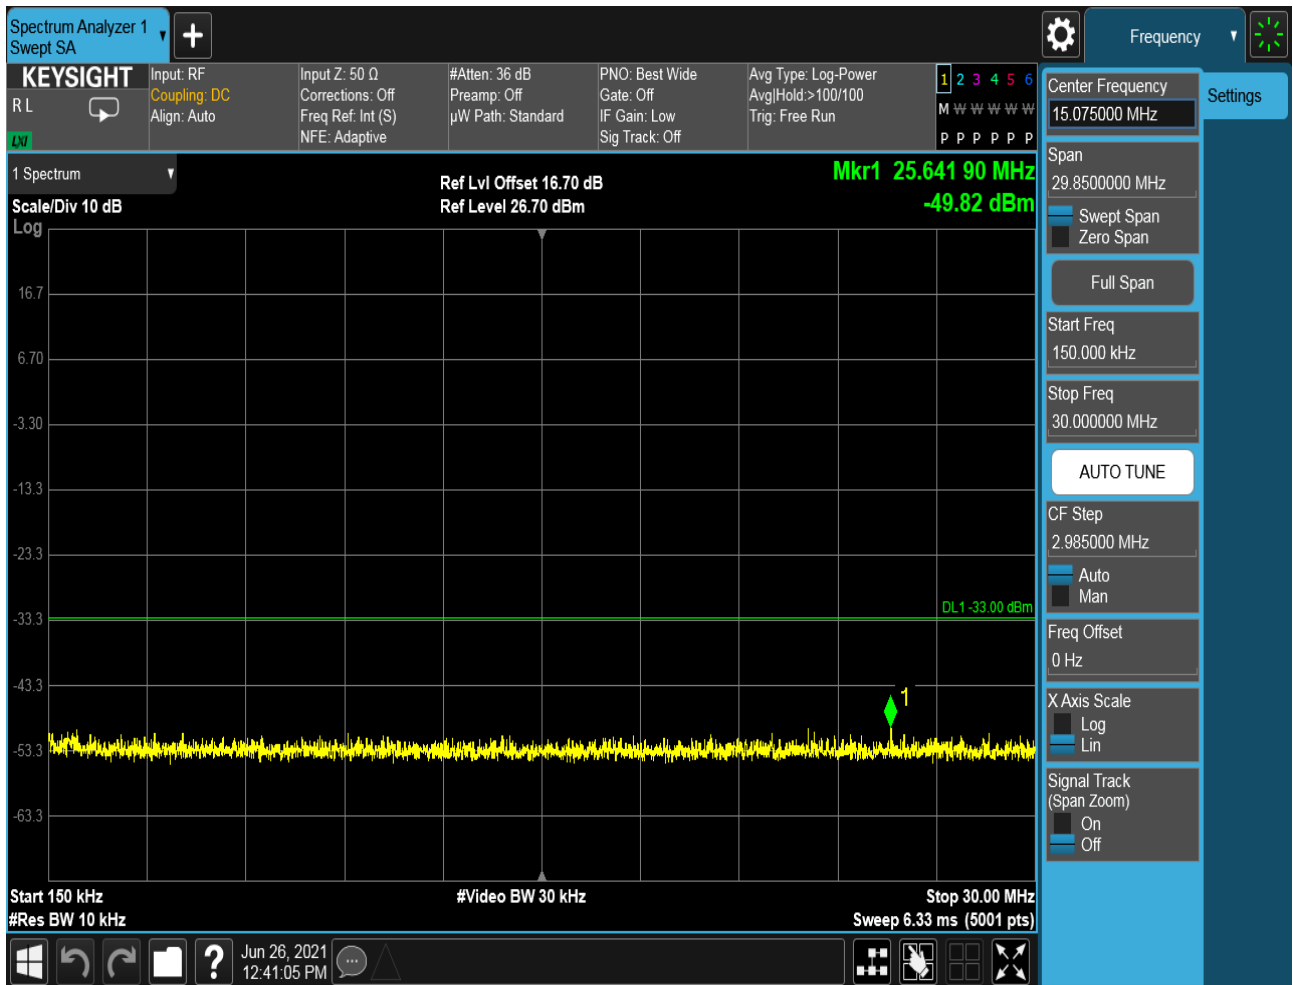 Spectrum Analyzer 1
Swept SA
Frequency
KEYSIGHT
R L
LXI
Input: RF
Coupling: DC
Align: Auto
Input Z: 50 Ω
Corrections: Off
Freq Ref: Int (S)
NFE: Adaptive
#Atten: 36 dB
Preamp: Off
µW Path: Standard
PNO: Best Wide
Gate: Off
IF Gain: Low
Sig Track: Off
Avg Type: Log-Power
Avg|Hold:>100/100
Trig: Free Run
1 2 3 4 5 6
M W W W W W
P P P P P P
1 Spectrum
Scale/Div 10 dB
Log
Ref Lvl Offset 16.70 dB
Ref Level 26.70 dBm
Mkr1 25.641 90 MHz
-49.82 dBm
16.7
6.70
-3.30
-13.3
-23.3
-33.3
-43.3
-53.3
-63.3
DL1 -33.00 dBm
1
Start 150 kHz
#Res BW 10 kHz
#Video BW 30 kHz
Stop 30.00 MHz
Sweep 6.33 ms (5001 pts)
Jun 26, 2021
12:41:05 PM
Center Frequency
15.075000 MHz
Span
29.8500000 MHz
Swept Span
Zero Span
Full Span
Start Freq
150.000 kHz
Stop Freq
30.000000 MHz
AUTO TUNE
CF Step
2.985000 MHz
Auto
Man
Freq Offset
0 Hz
X Axis Scale
Log
Lin
Signal Track
(Span Zoom)
On
Off
Settings